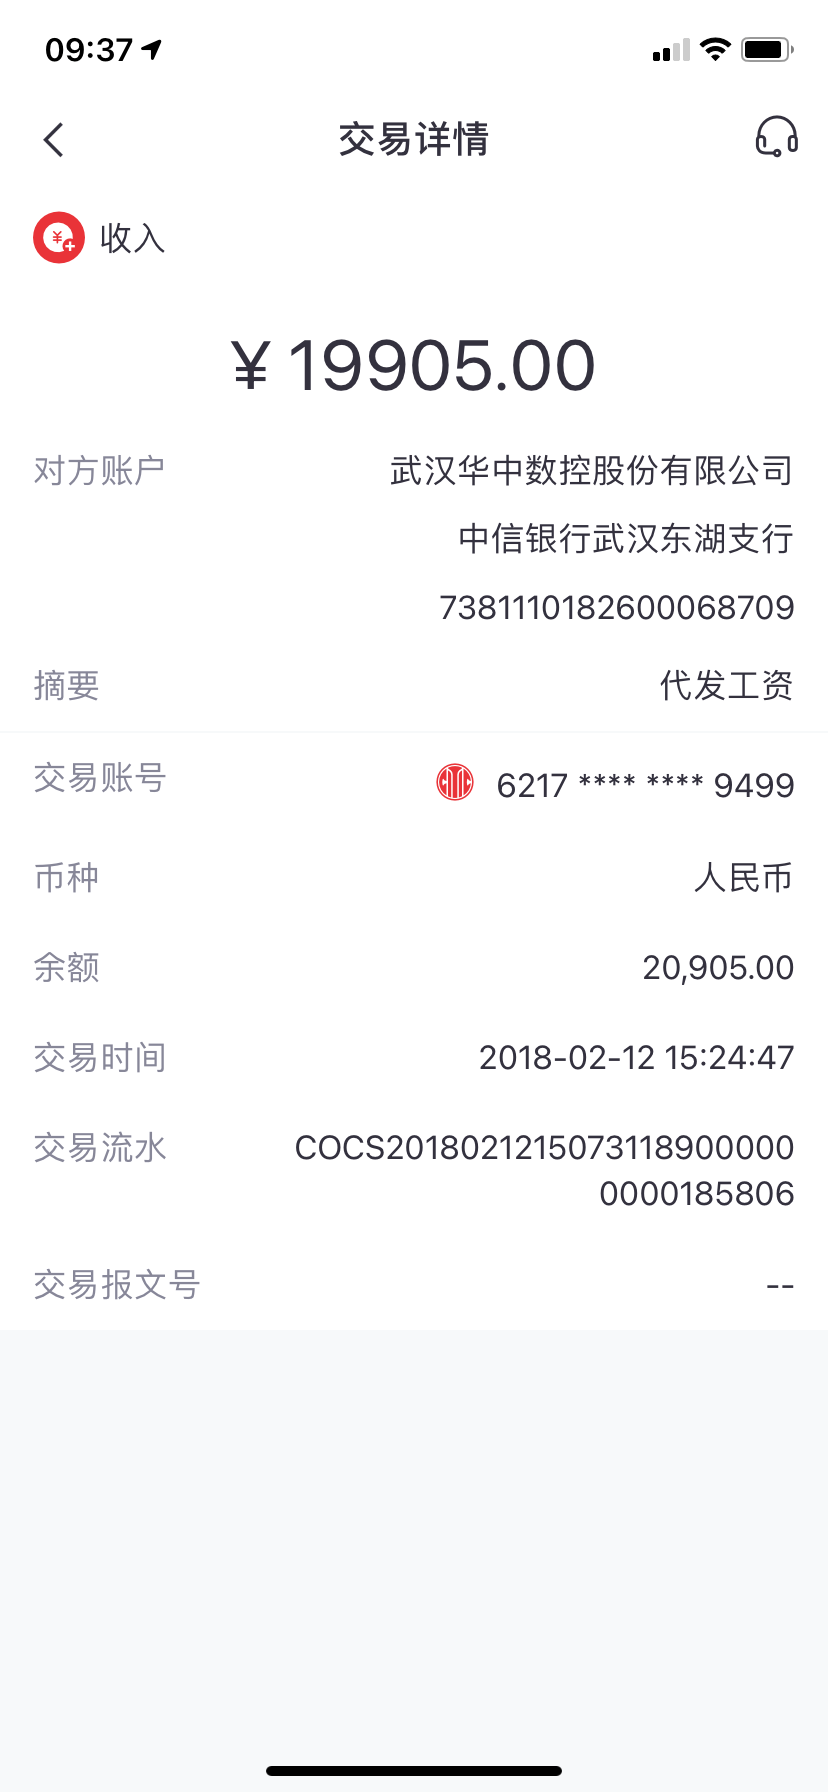 09:37
交易详情
收入
¥ 19905.00
对方账户 武汉华中数控股份有限公司
中信银行武汉东湖支行
7381110182600068709
摘要 代发工资
交易账号 6217 **** **** 9499
币种 人民币
余额 20,905.00
交易时间 2018-02-12 15:24:47
交易流水 COCS2018021215073118900000
0000185806
交易报文号 --